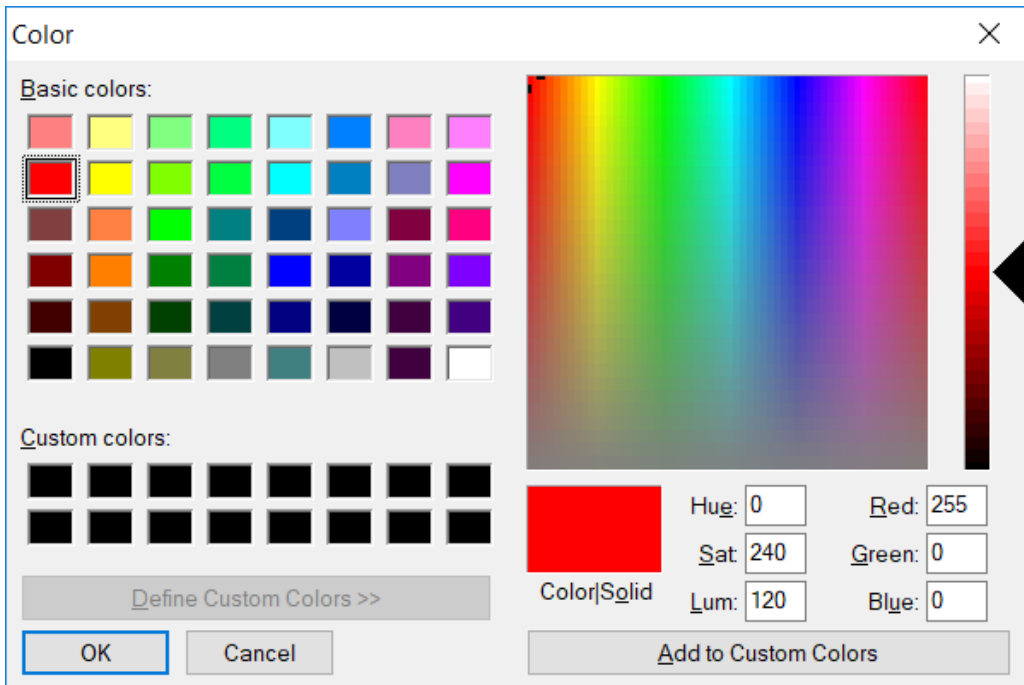 Color
Basic colors:
Custom colors:
Define Custom Colors >>
OK
Cancel
Color|Solid
Hue: 0
Sat: 240
Lum: 120
Red: 255
Green: 0
Blue: 0
Add to Custom Colors